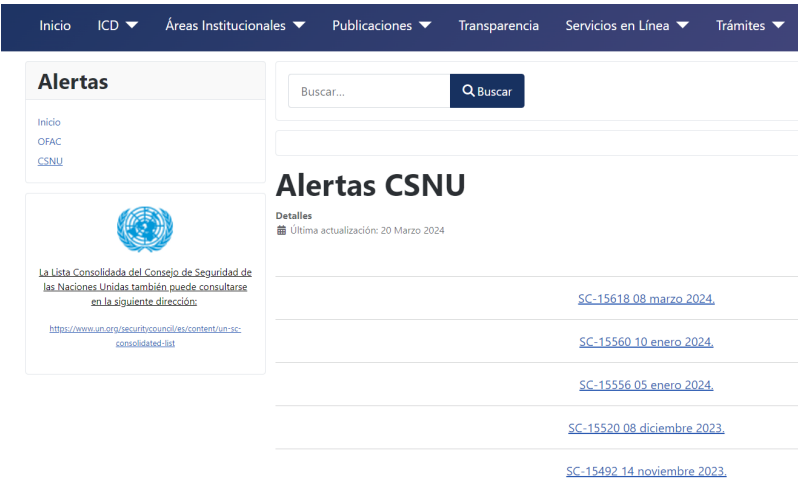 Inicio ICD Áreas Institucionales Publicaciones Transparencia Servicios en Línea Trámites
Alertas
Inicio
OFAC
CSNU
La Lista Consolidada del Consejo de Seguridad de
las Naciones Unidas también puede consultarse
en la siguiente dirección:
https://www.un.org/securitycouncil/es/content/un-sc-
consolidated-list
Buscar... Buscar
Alertas CSNU
Detalles
Última actualización: 20 Marzo 2024
SC-15618 08 marzo 2024.
SC-15560 10 enero 2024.
SC-15556 05 enero 2024.
SC-15520 08 diciembre 2023.
SC-15492 14 noviembre 2023.